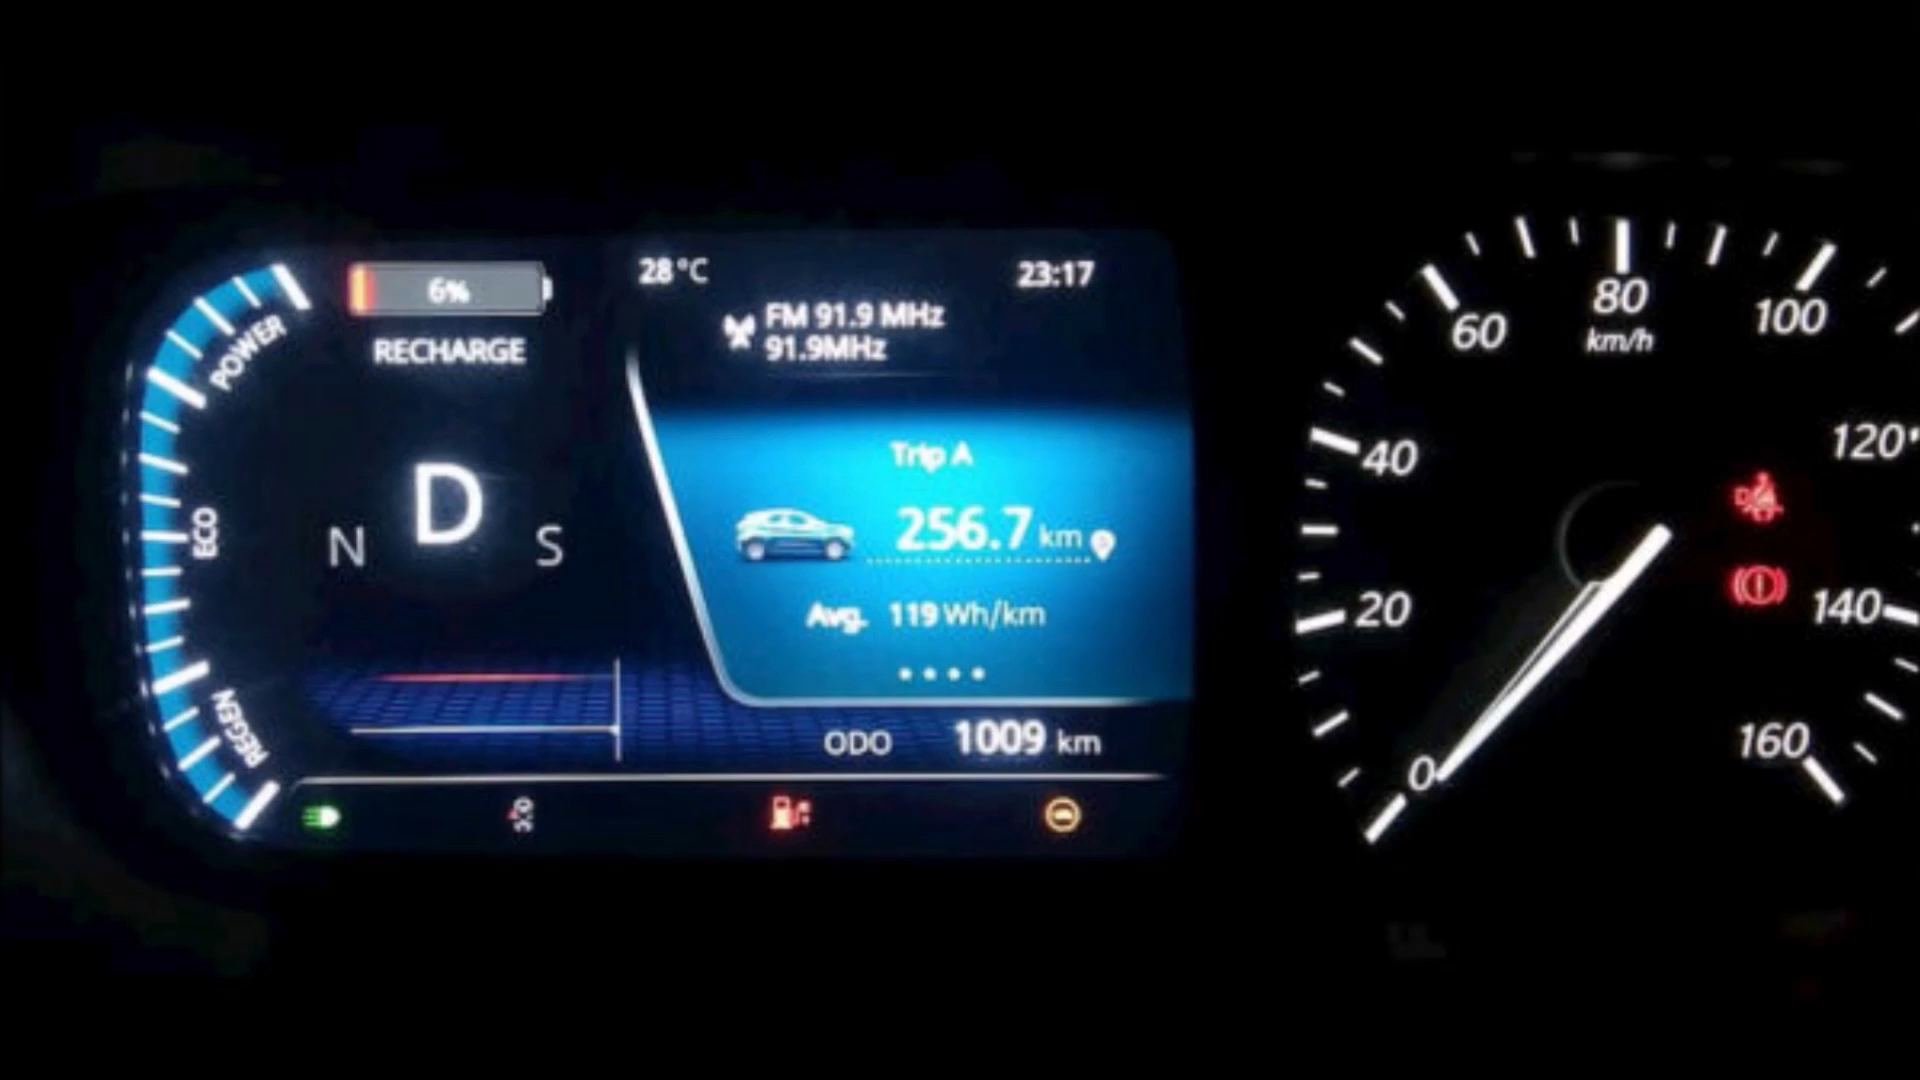 6%
RECHARGE
POWER
ECO
REGEN
N D S
28°C
23:17
FM 91.9 MHz
91.9MHz
Trip A
256.7 km
Avg. 119 Wh/km
ODO 1009 km
0
20
40
60
80
km/h
100
120
140
160